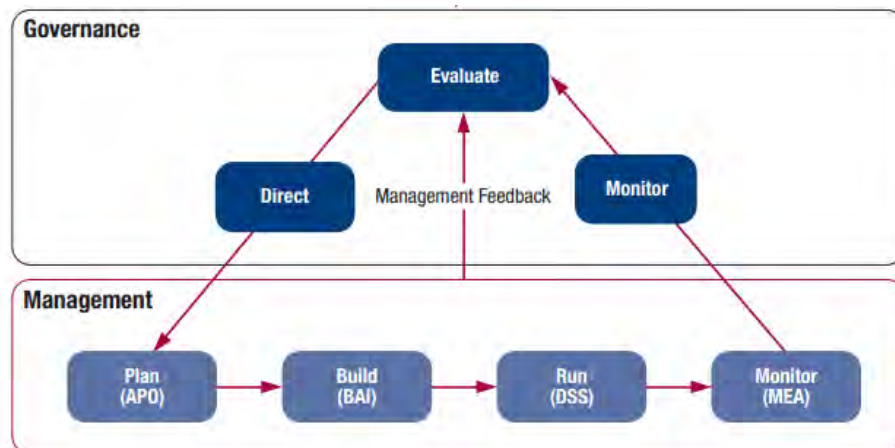 Governance
Evaluate
Direct
Management Feedback
Monitor
Management
Plan
(APO)
Build
(BAI)
Run
(DSS)
Monitor
(MEA)